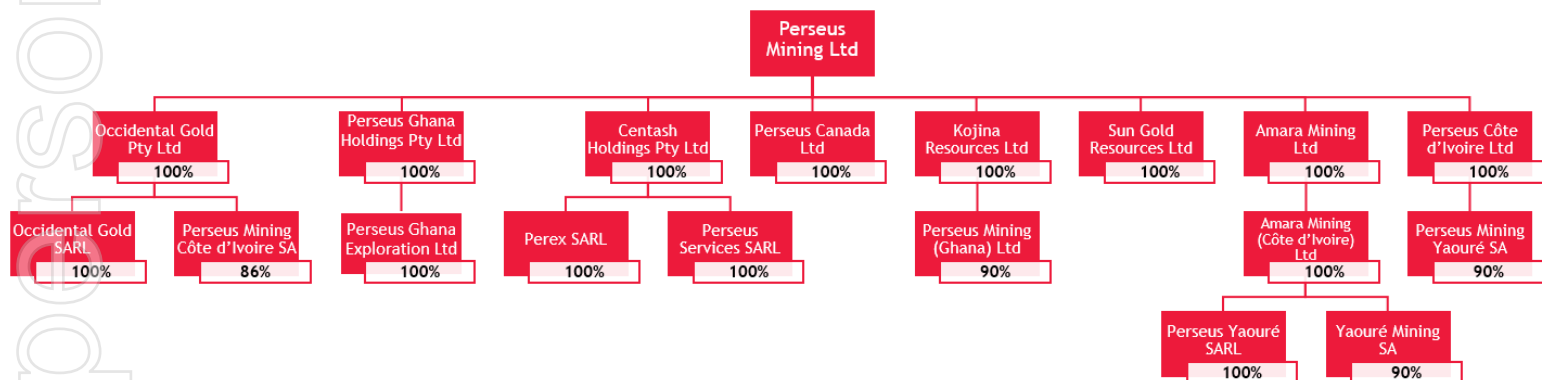 Perseus
Mining Ltd
Occidental Gold
Pty Ltd
100%
Perseus Ghana
Holdings Pty Ltd
100%
Centash
Holdings Pty Ltd
100%
Perseus Canada
Ltd
100%
Kojina
Resources Ltd
100%
Sun Gold
Resources Ltd
100%
Amara Mining
Ltd
100%
Perseus Côte
d’Ivoire Ltd
100%
Occidental Gold
SARL
100%
Perseus Mining
Côte d’Ivoire SA
86%
Perseus Ghana
Exploration Ltd
100%
Perex SARL
100%
Perseus
Services SARL
100%
Perseus Mining
(Ghana) Ltd
90%
Amara Mining
(Côte d’Ivoire)
Ltd
100%
Perseus Mining
Yaouré SA
90%
Perseus Yaouré
SARL
100%
Yaouré Mining
SA
90%